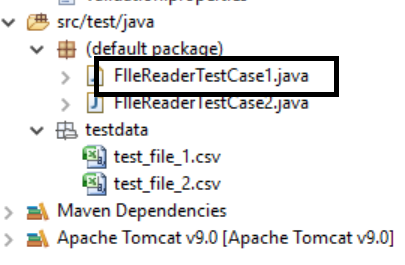 src/test/java
(default package)
FIleReaderTestCase1.java
FIleReaderTestCase2.java
testdata
test_file_1.csv
test_file_2.csv
Maven Dependencies
Apache Tomcat v9.0 [Apache Tomcat v9.0]